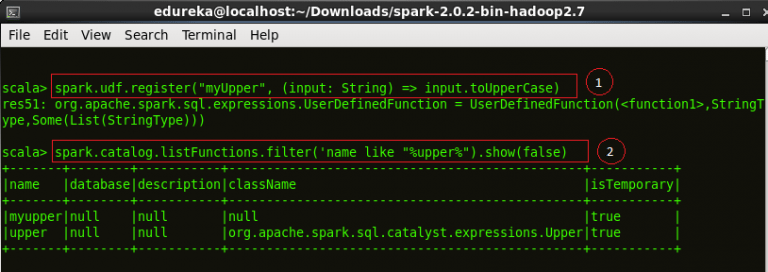 edureka@localhost:~/Downloads/spark-2.0.2-bin-hadoop2.7
File Edit View Search Terminal Help
scala> spark.udf.register("myUpper", (input: String) => input.toUpperCase)
1
res51: org.apache.spark.sql.expressions.UserDefinedFunction = UserDefinedFunction(<function1>,StringT
ype,Some(List(StringType)))
scala> spark.catalog.listFunctions.filter('name like "%upper%").show(false)
2
+-------+--------+-----------+-----------------------------------------------+-----------+
|name   |database|description|className                                      |isTemporary|
+-------+--------+-----------+-----------------------------------------------+-----------+
|myupper|null    |null       |null                                           |true       |
|upper  |null    |null       |org.apache.spark.sql.catalyst.expressions.Upper|true       |
+-------+--------+-----------+-----------------------------------------------+-----------+